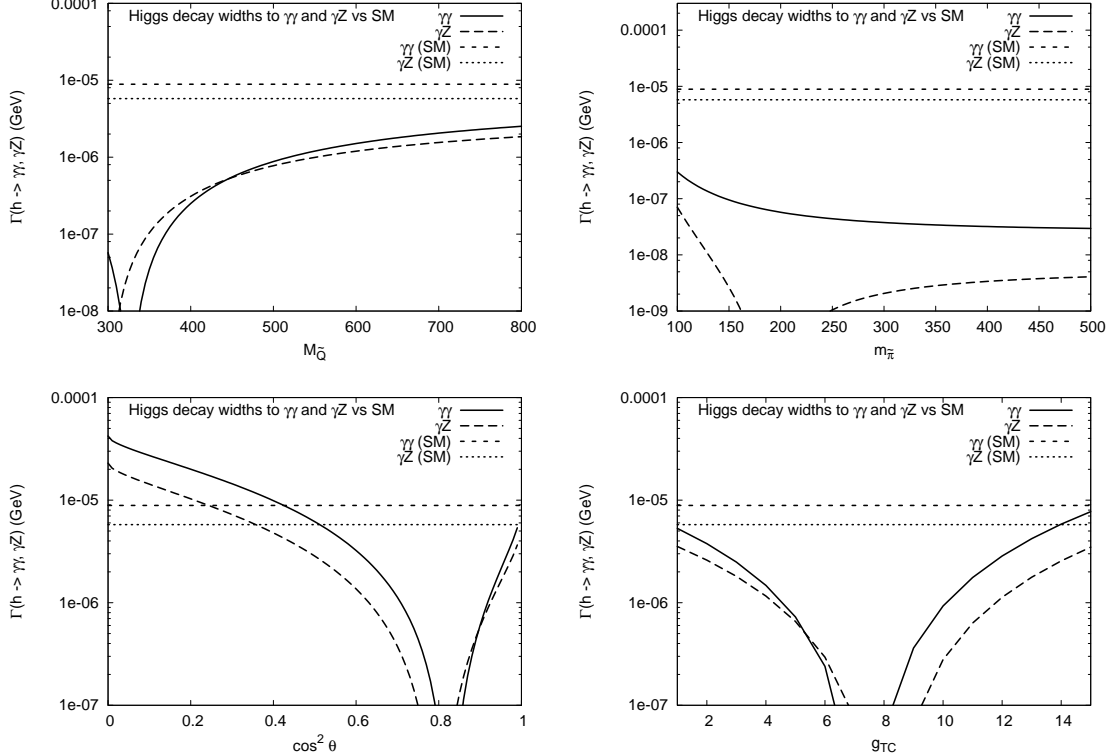 Higgs decay widths to γγ and γZ vs SM
γγ
γZ
γγ (SM)
γZ (SM)
0.0001
1e-05
1e-06
1e-07
1e-08
Γ(h -> γγ, γZ) (GeV)
300 400 500 600 700 800
M_Q̃
Higgs decay widths to γγ and γZ vs SM
γγ
γZ
γγ (SM)
γZ (SM)
0.0001
1e-05
1e-06
1e-07
1e-08
1e-09
Γ(h -> γγ, γZ) (GeV)
100 150 200 250 300 350 400 450 500
m_π̃
Higgs decay widths to γγ and γZ vs SM
γγ
γZ
γγ (SM)
γZ (SM)
0.0001
1e-05
1e-06
1e-07
Γ(h -> γγ, γZ) (GeV)
0 0.2 0.4 0.6 0.8 1
cos² θ
Higgs decay widths to γγ and γZ vs SM
γγ
γZ
γγ (SM)
γZ (SM)
0.0001
1e-05
1e-06
1e-07
Γ(h -> γγ, γZ) (GeV)
2 4 6 8 10 12 14
g_TC